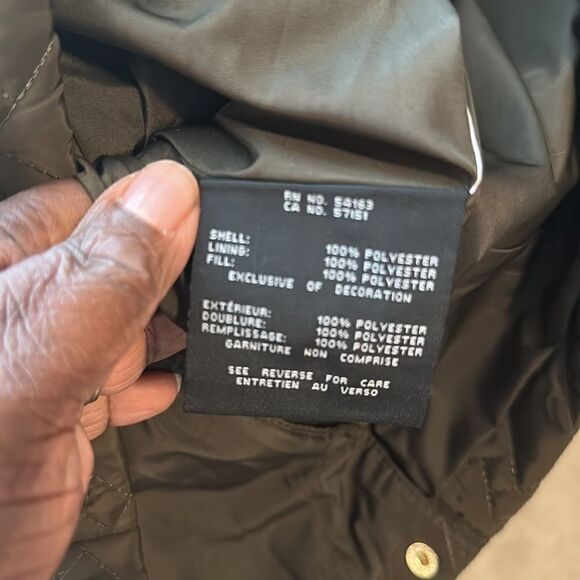 RN NO. 54163
CA NO. 57151
SHELL: 100% POLYESTER
LINING: 100% POLYESTER
FILL: 100% POLYESTER
EXCLUSIVE OF DECORATION
EXTÉRIEUR: 100% POLYESTER
DOUBLURE: 100% POLYESTER
REMPLISSAGE: 100% POLYESTER
GARNITURE NON COMPRISE
SEE REVERSE FOR CARE
ENTRETIEN AU VERSO